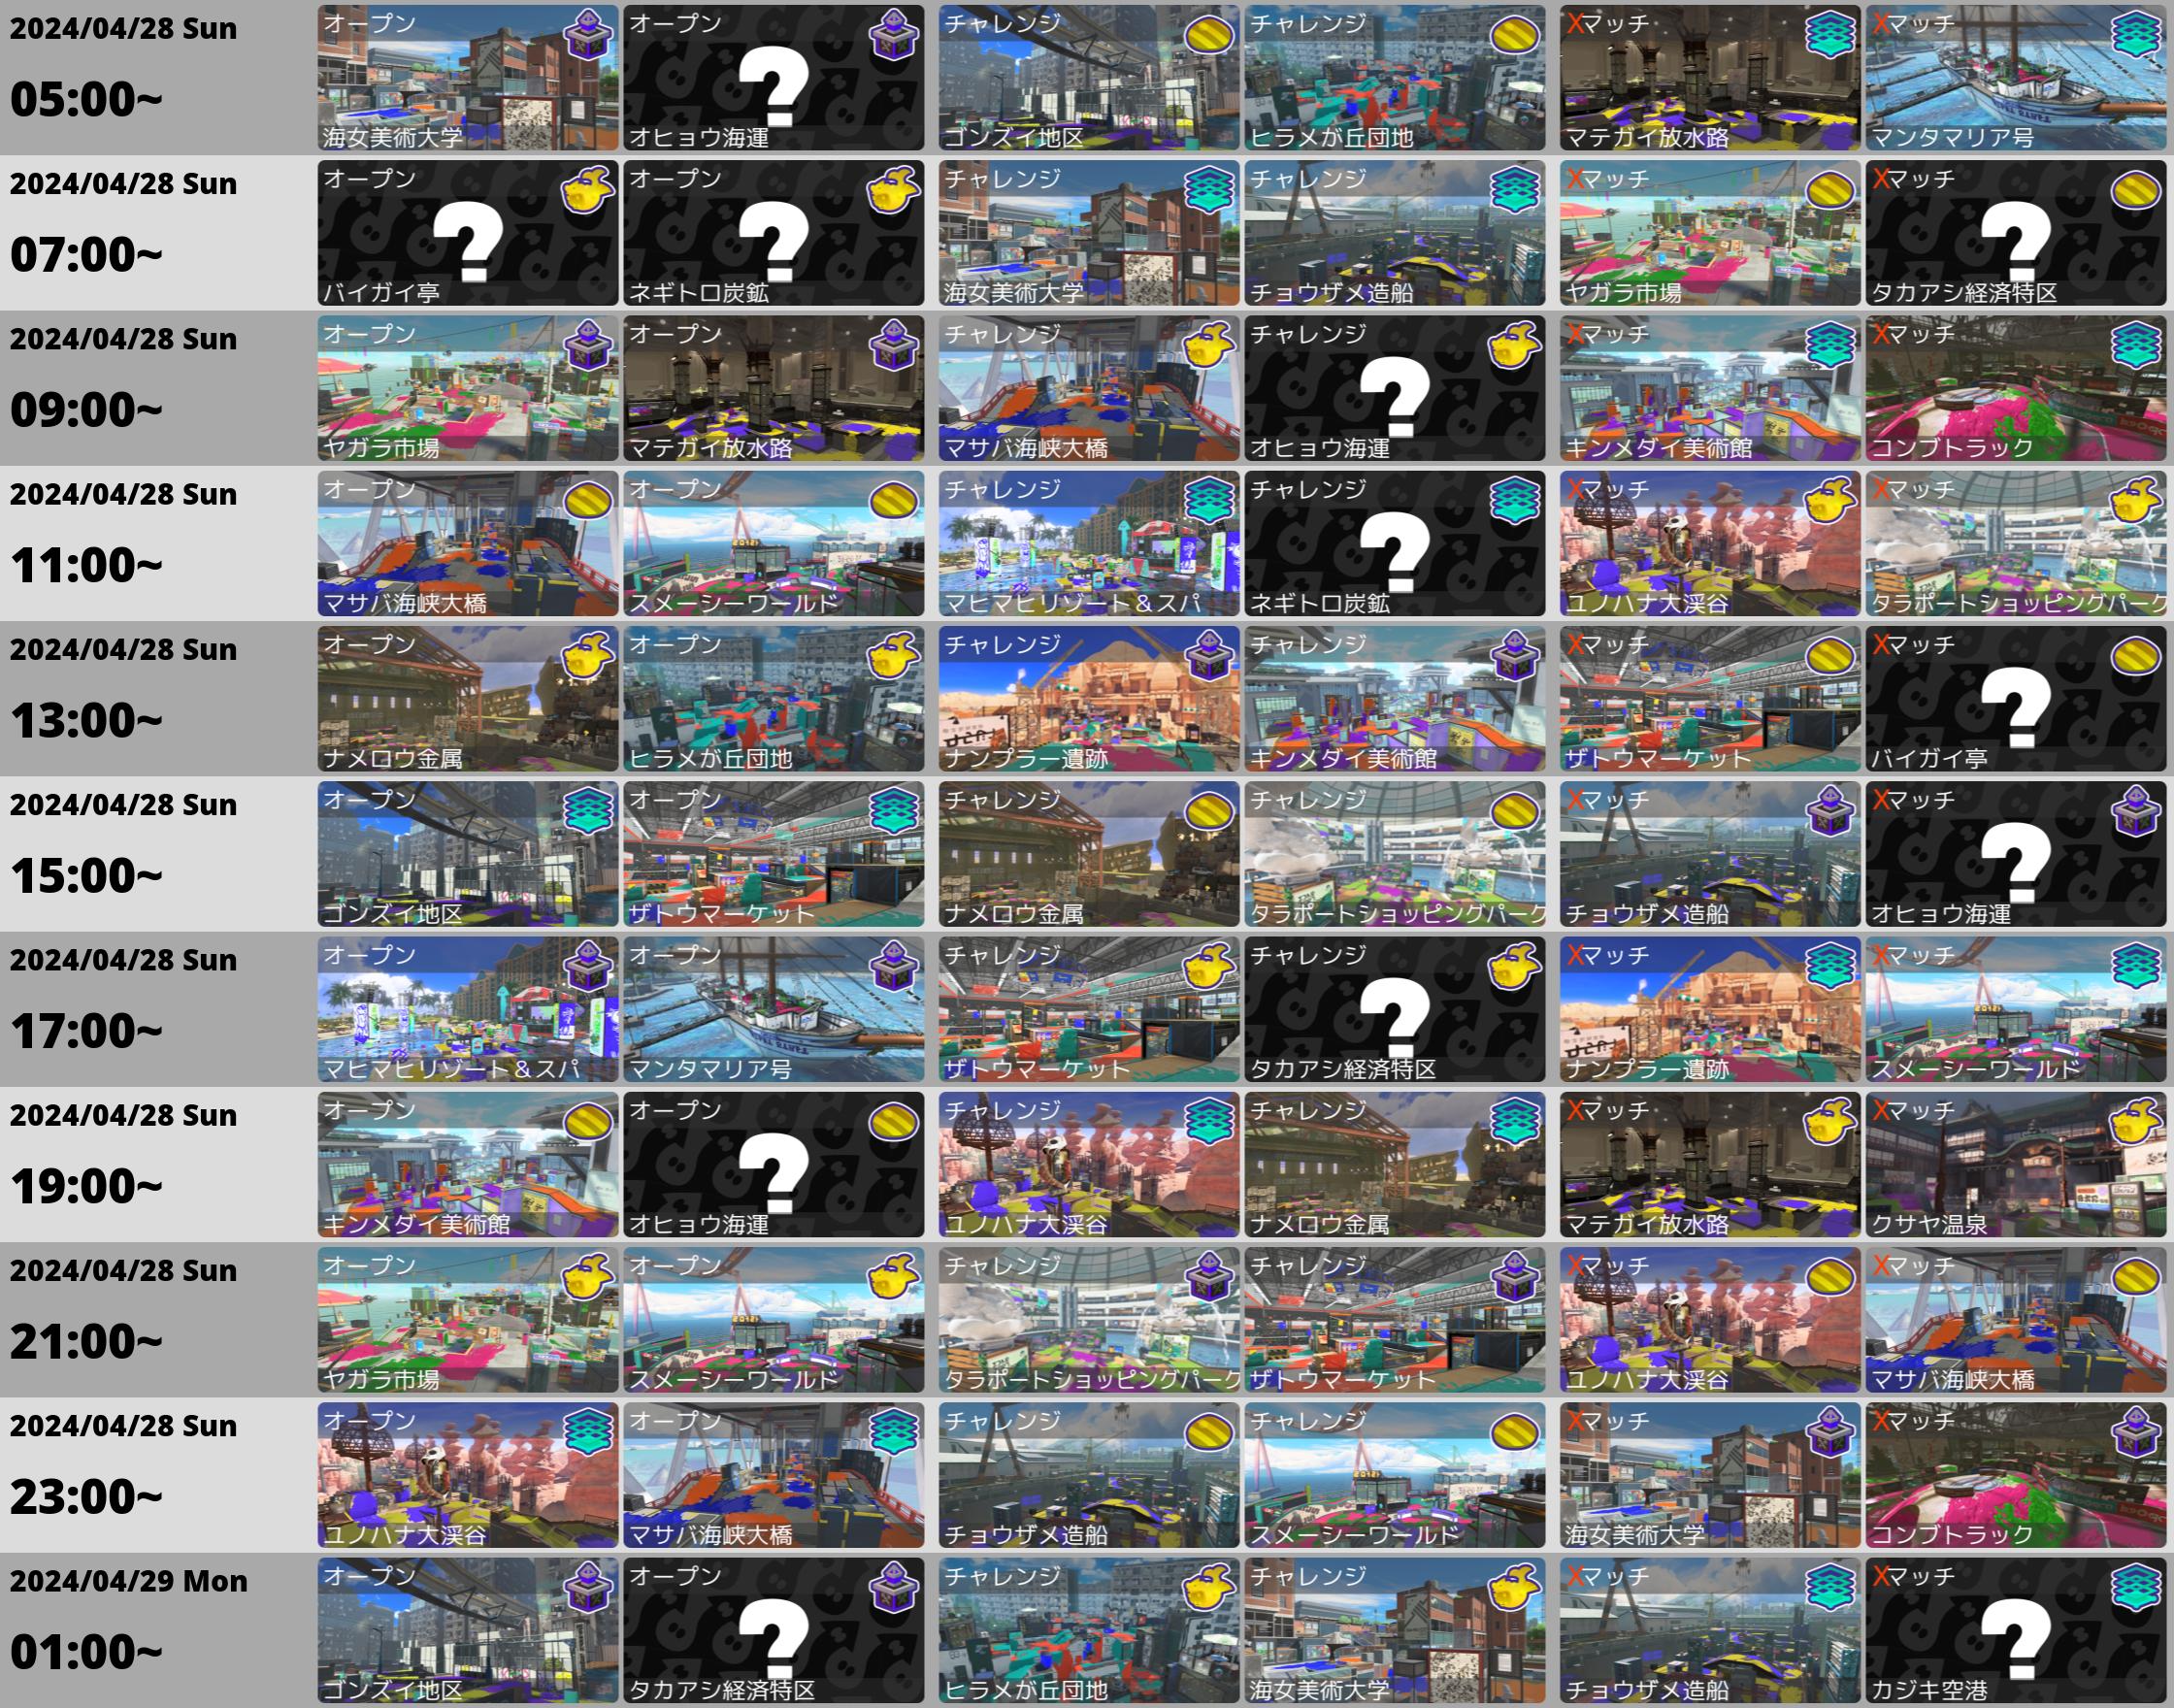 2024/04/28 Sun
05:00~
オープン オープン チャレンジ チャレンジ Xマッチ Xマッチ
海女美術大学 オヒョウ海運 ゴンズイ地区 ヒラメが丘団地 マテガイ放水路 マンタマリア号
2024/04/28 Sun
07:00~
オープン オープン チャレンジ チャレンジ Xマッチ Xマッチ
バイガイ亭 ネギトロ炭鉱 海女美術大学 チョウザメ造船 ヤガラ市場 タカアシ経済特区
2024/04/28 Sun
09:00~
オープン オープン チャレンジ チャレンジ Xマッチ Xマッチ
ヤガラ市場 マテガイ放水路 マサバ海峡大橋 オヒョウ海運 キンメダイ美術館 コンブトラック
2024/04/28 Sun
11:00~
オープン オープン チャレンジ チャレンジ Xマッチ Xマッチ
マサバ海峡大橋 スメーシーワールド マヒマヒリゾート＆スパ ネギトロ炭鉱 ユノハナ大渓谷 タラポートショッピングパーク
2024/04/28 Sun
13:00~
オープン オープン チャレンジ チャレンジ Xマッチ Xマッチ
ナメロウ金属 ヒラメが丘団地 ナンプラー遺跡 キンメダイ美術館 ザトウマーケット バイガイ亭
2024/04/28 Sun
15:00~
オープン オープン チャレンジ チャレンジ Xマッチ Xマッチ
ゴンズイ地区 ザトウマーケット ナメロウ金属 タラポートショッピングパーク チョウザメ造船 オヒョウ海運
2024/04/28 Sun
17:00~
オープン オープン チャレンジ チャレンジ Xマッチ Xマッチ
マヒマヒリゾート＆スパ マンタマリア号 ザトウマーケット タカアシ経済特区 ナンプラー遺跡 スメーシーワールド
2024/04/28 Sun
19:00~
オープン オープン チャレンジ チャレンジ Xマッチ Xマッチ
キンメダイ美術館 オヒョウ海運 ユノハナ大渓谷 ナメロウ金属 マテガイ放水路 クサヤ温泉
2024/04/28 Sun
21:00~
オープン オープン チャレンジ チャレンジ Xマッチ Xマッチ
ヤガラ市場 スメーシーワールド タラポートショッピングパーク ザトウマーケット ユノハナ大渓谷 マサバ海峡大橋
2024/04/28 Sun
23:00~
オープン オープン チャレンジ チャレンジ Xマッチ Xマッチ
ユノハナ大渓谷 マサバ海峡大橋 チョウザメ造船 スメーシーワールド 海女美術大学 コンブトラック
2024/04/29 Mon
01:00~
オープン オープン チャレンジ チャレンジ Xマッチ Xマッチ
ゴンズイ地区 タカアシ経済特区 ヒラメが丘団地 海女美術大学 チョウザメ造船 カジキ空港